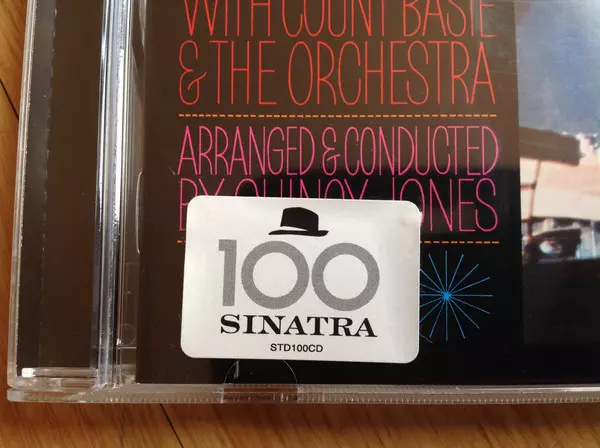 WITH COUNT BASIE
& THE ORCHESTRA
ARRANGED & CONDUCTED
BY QUINCY JONES
100
SINATRA
STD100CD